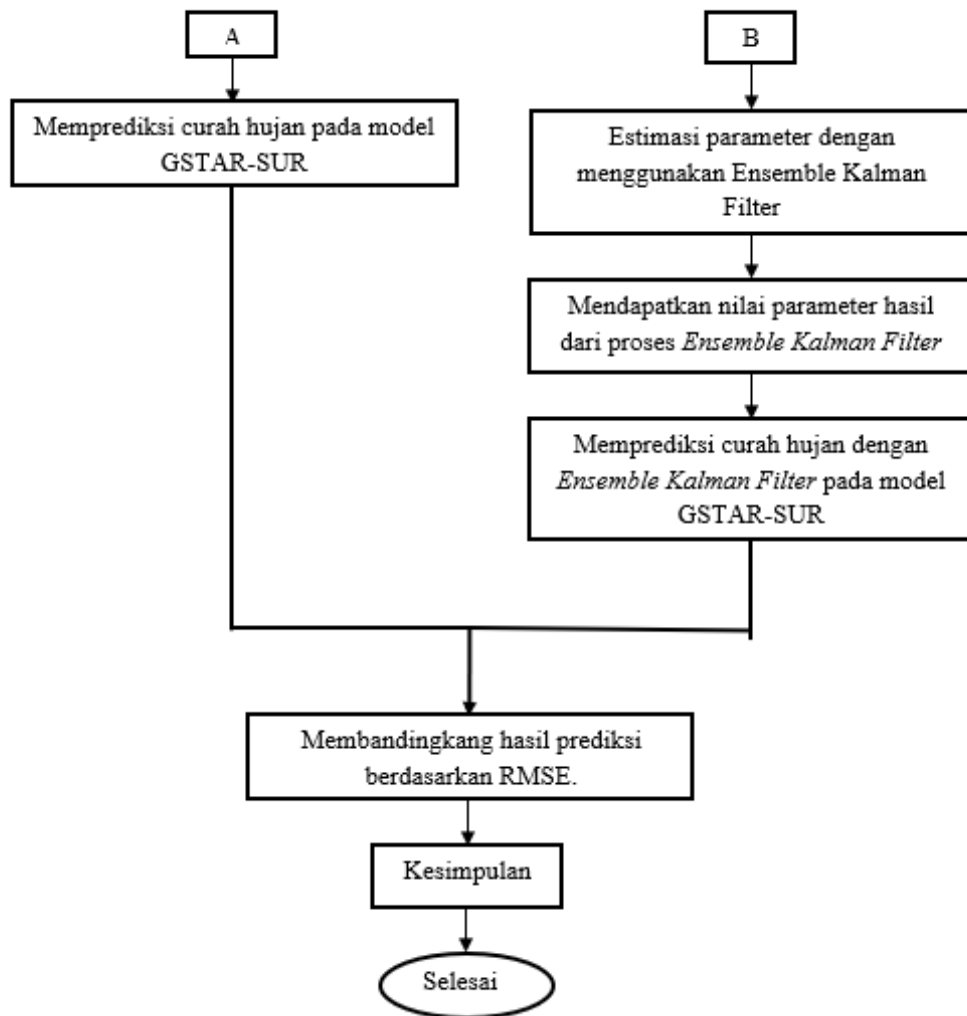 A
Memprediksi curah hujan pada model
GSTAR-SUR
B
Estimasi parameter dengan
menggunakan Ensemble Kalman
Filter
Mendapatkan nilai parameter hasil
dari proses Ensemble Kalman Filter
Memprediksi curah hujan dengan
Ensemble Kalman Filter pada model
GSTAR-SUR
Membandingkang hasil prediksi
berdasarkan RMSE.
Kesimpulan
Selesai